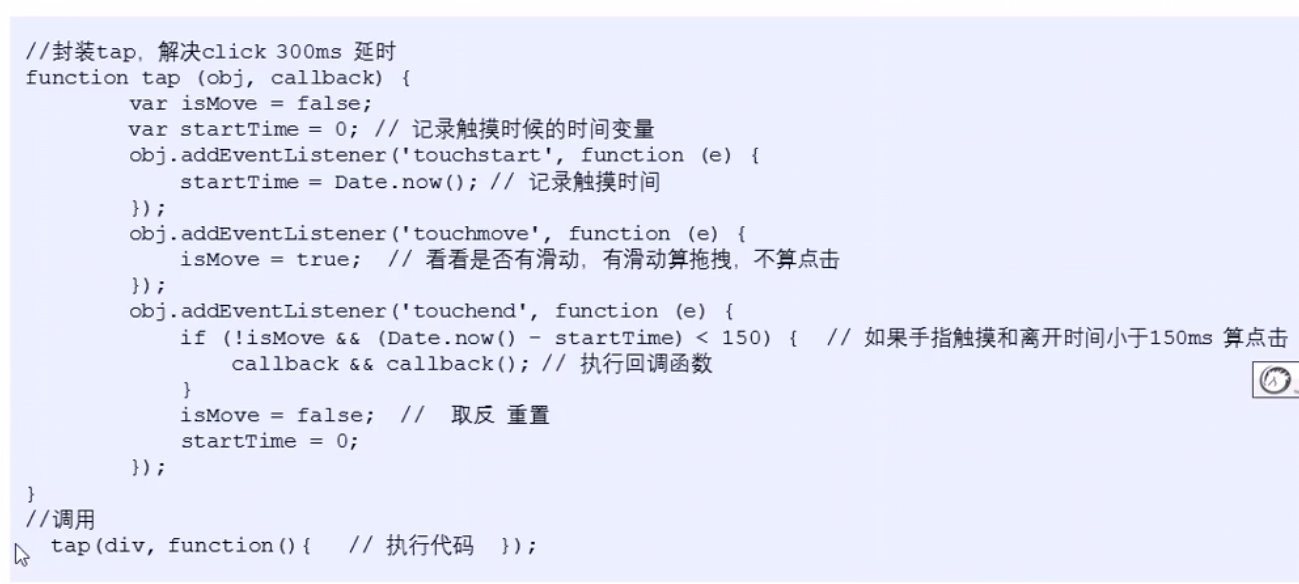 //封装tap，解决click 300ms 延时
function tap (obj, callback) {
        var isMove = false;
        var startTime = 0; // 记录触摸时候的时间变量
        obj.addEventListener('touchstart', function (e) {
            startTime = Date.now(); // 记录触摸时间
        });
        obj.addEventListener('touchmove', function (e) {
            isMove = true;  // 看看是否有滑动，有滑动算拖拽，不算点击
        });
        obj.addEventListener('touchend', function (e) {
            if (!isMove && (Date.now() - startTime) < 150) {  // 如果手指触摸和离开时间小于150ms 算点击
                callback && callback(); // 执行回调函数
            }
            isMove = false;  //  取反 重置
            startTime = 0;
        });
}
//调用
  tap(div, function(){   // 执行代码  });